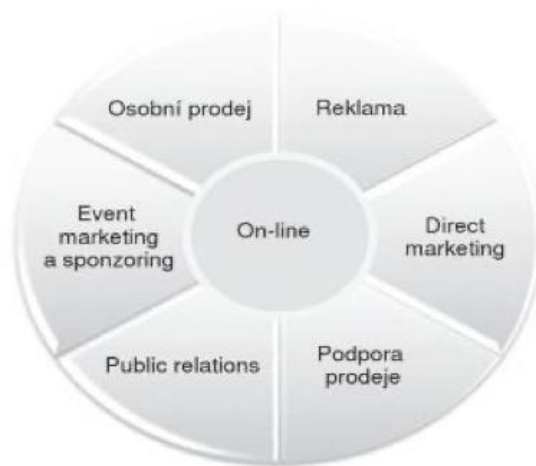 Osobní prodej
Reklama
Event
marketing
a sponzoring
On-line
Direct
marketing
Public relations
Podpora
prodeje